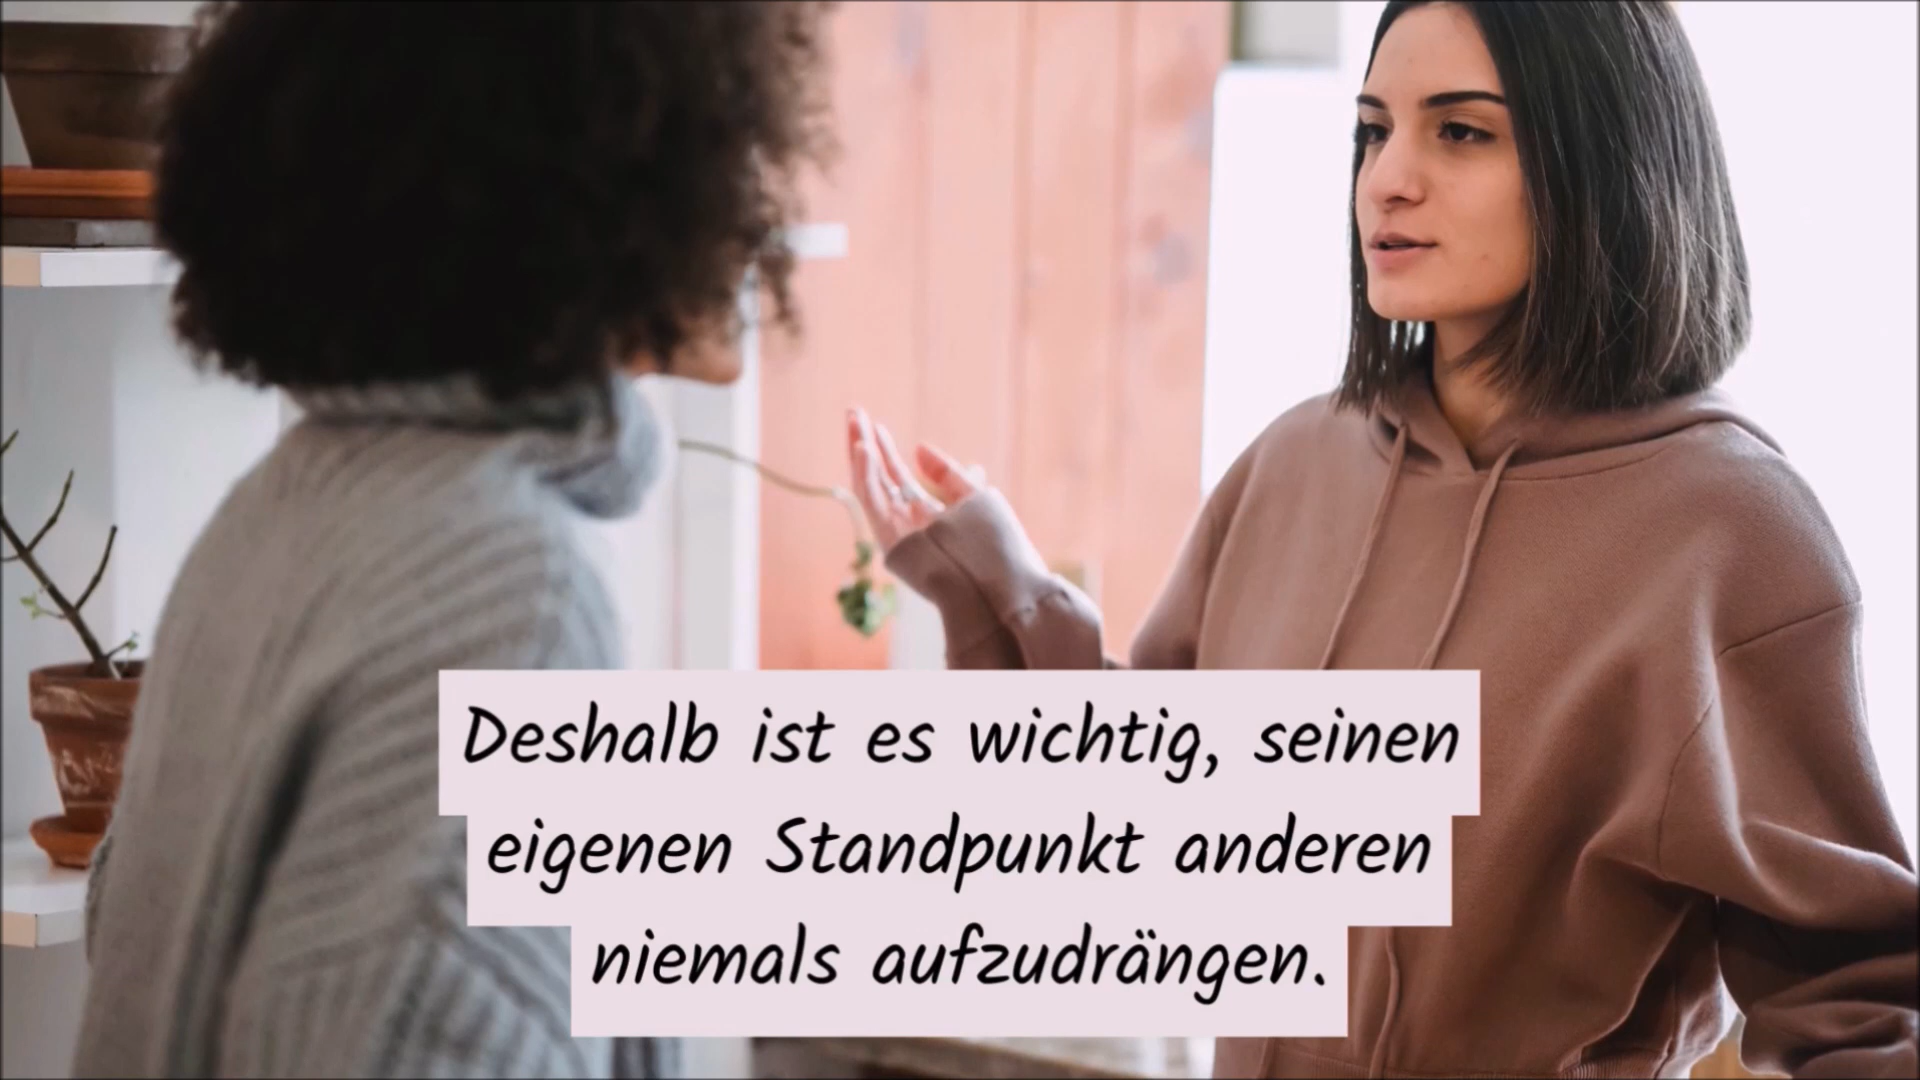 Deshalb ist es wichtig, seinen
eigenen Standpunkt anderen
niemals aufzudrängen.